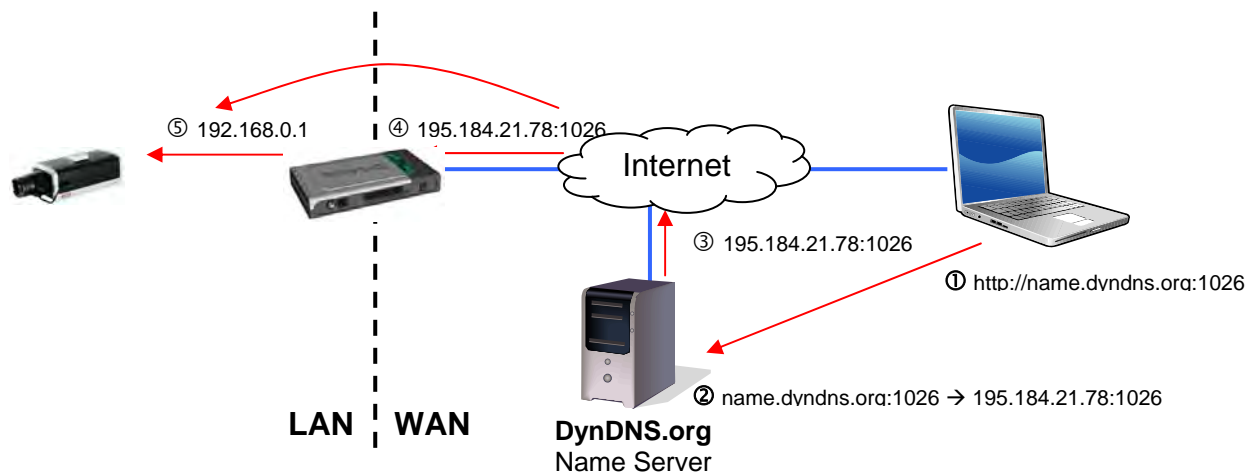 ⑤ 192.168.0.1
④ 195.184.21.78:1026
Internet
③ 195.184.21.78:1026
① http://name.dyndns.org:1026
② name.dyndns.org:1026 → 195.184.21.78:1026
LAN WAN
DynDNS.org
Name Server